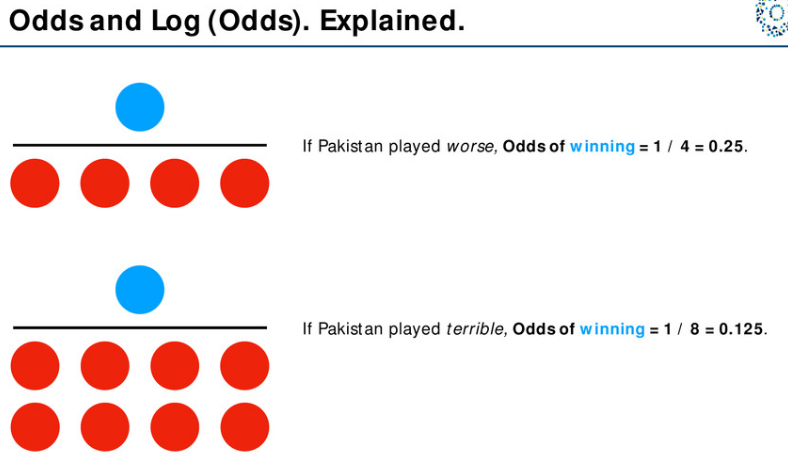 Odds and Log (Odds). Explained.
If Pakistan played worse, Odds of winning = 1 / 4 = 0.25.
If Pakistan played terrible, Odds of winning = 1 / 8 = 0.125.